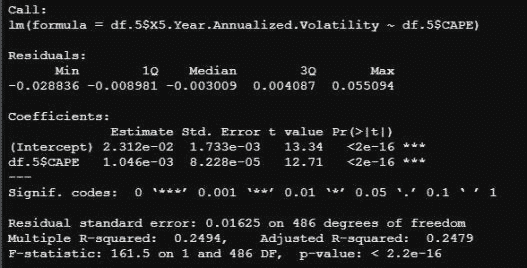 Call:
lm(formula = df.5$X5.Year.Annualized.Volatility ~ df.5$CAPE)
Residuals:
Min 1Q Median 3Q Max
-0.028836 -0.008981 -0.003009 0.004087 0.055094
Coefficients:
Estimate Std. Error t value Pr(>|t|)
(Intercept) 2.312e-02 1.733e-03 13.34 <2e-16 ***
df.5$CAPE 1.046e-03 8.228e-05 12.71 <2e-16 ***
---
Signif. codes: 0 '***' 0.001 '**' 0.01 '*' 0.05 '.' 0.1 ' ' 1
Residual standard error: 0.01625 on 486 degrees of freedom
Multiple R-squared: 0.2494, Adjusted R-squared: 0.2479
F-statistic: 161.5 on 1 and 486 DF, p-value: < 2.2e-16